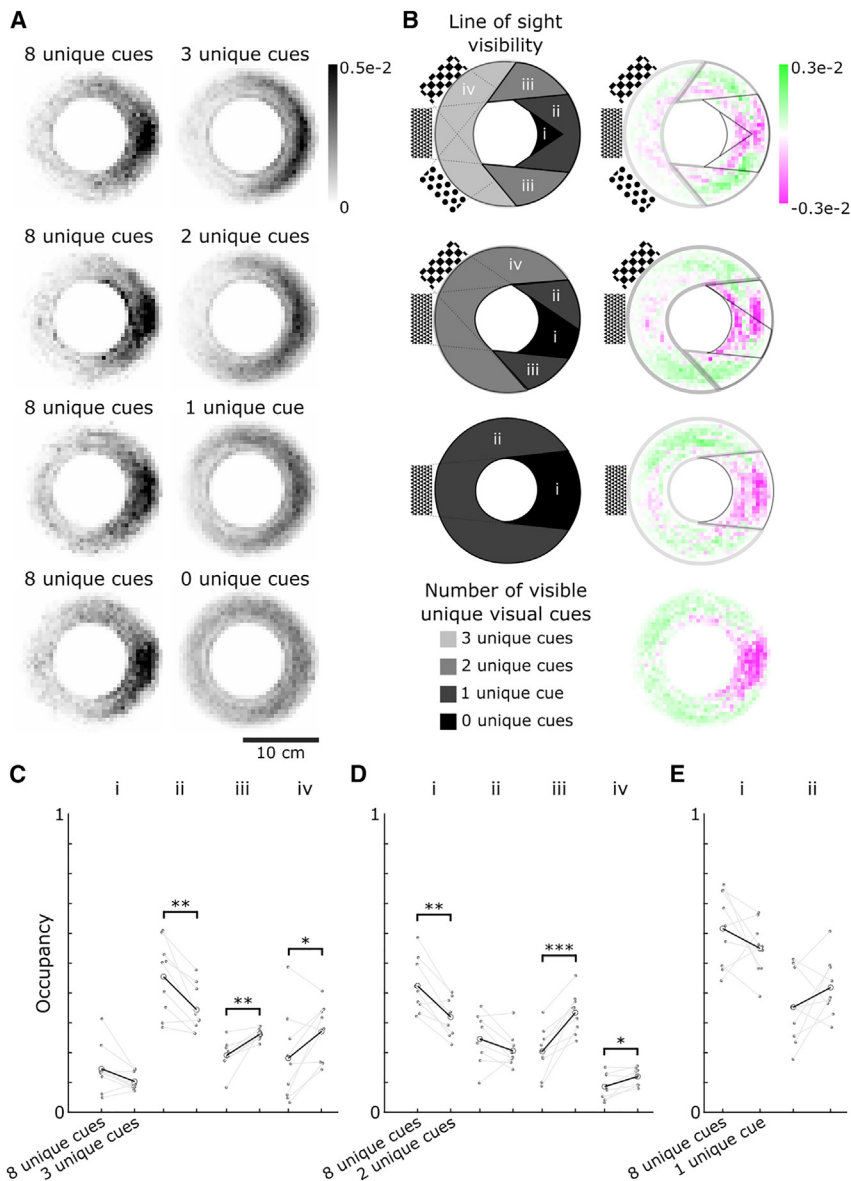 A
8 unique cues
3 unique cues
0.5e-2
0
8 unique cues
2 unique cues
8 unique cues
1 unique cue
8 unique cues
0 unique cues
10 cm
B
Line of sight
visibility
iv
iii
ii
i
iii
0.3e-2
-0.3e-2
iv
ii
i
iii
ii
i
Number of visible
unique visual cues
3 unique cues
2 unique cues
1 unique cue
0 unique cues
C
i
ii
iii
iv
1
Occupancy
0
**
**
*
8 unique cues
3 unique cues
D
i
ii
iii
iv
1
0
**
***
*
8 unique cues
2 unique cues
E
i
ii
1
0
8 unique cues
1 unique cue